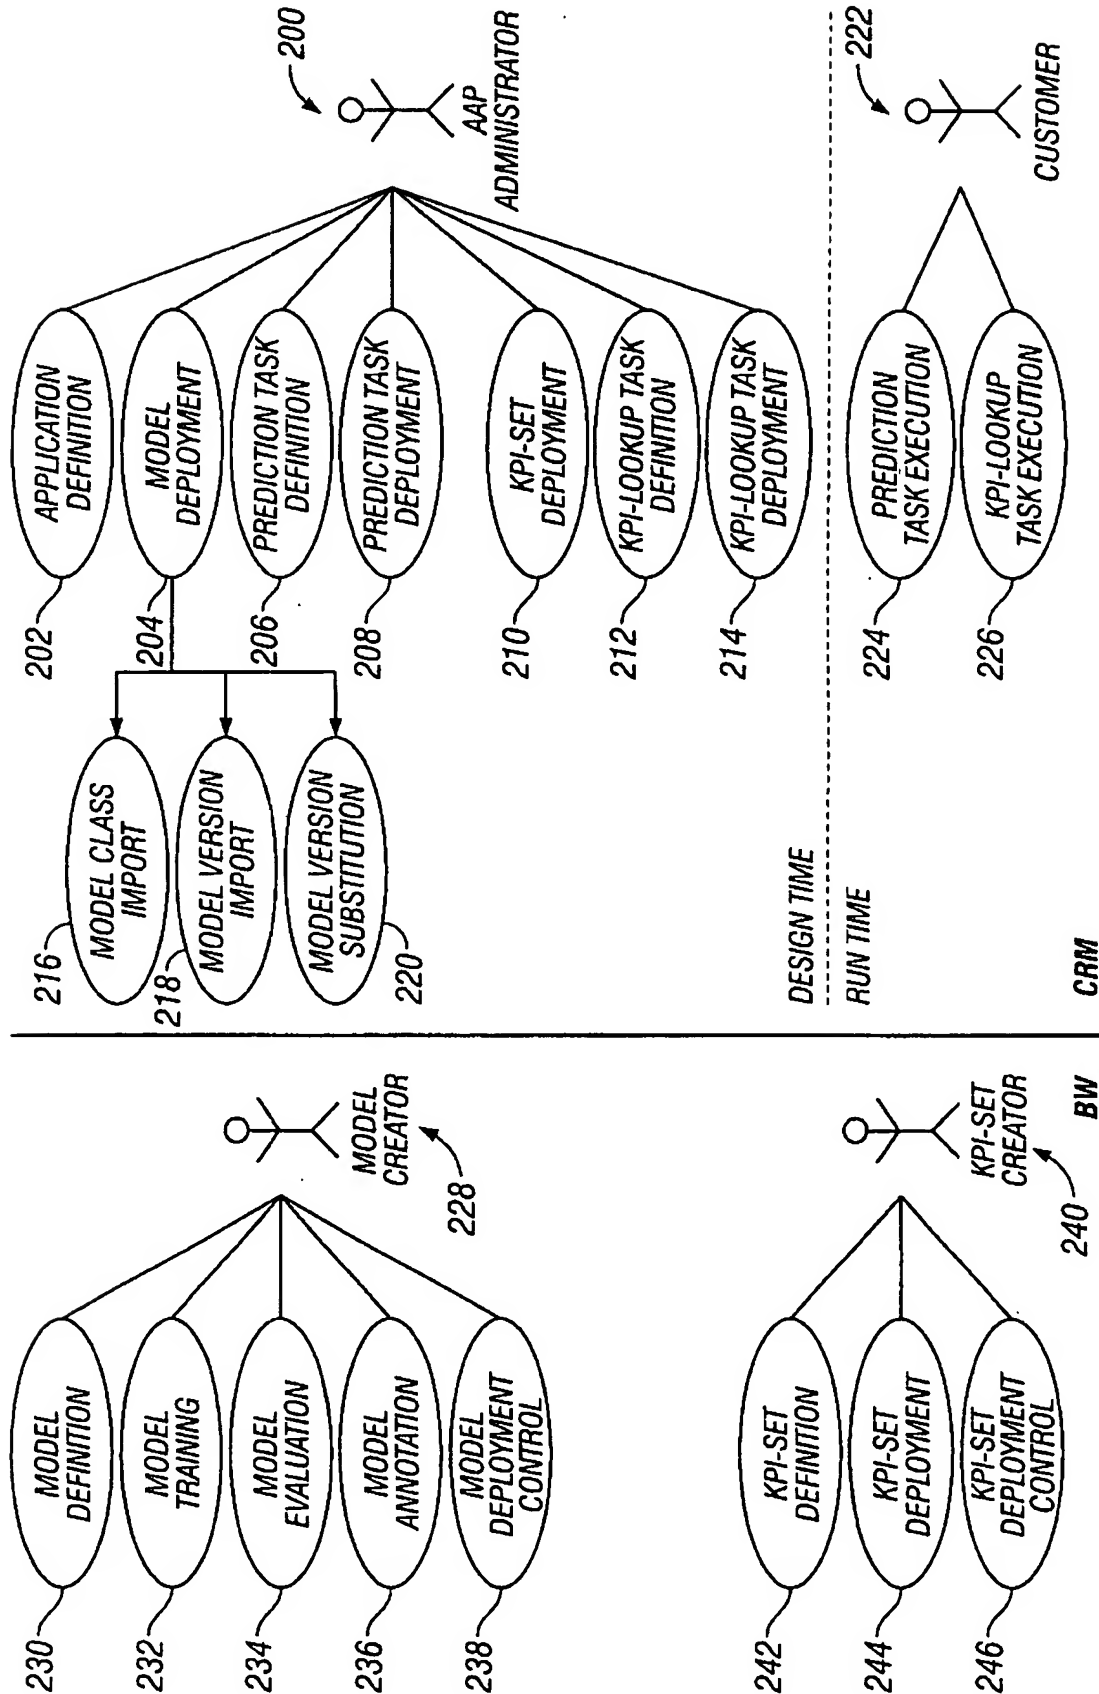 230
MODEL
DEFINITION
232
MODEL
TRAINING
234
MODEL
EVALUATION
236
MODEL
ANNOTATION
238
MODEL
DEPLOYMENT
CONTROL
MODEL
CREATOR
228
242
KPI-SET
DEFINITION
244
KPI-SET
DEPLOYMENT
246
KPI-SET
DEPLOYMENT
CONTROL
KPI-SET
CREATOR
240
BW
216
MODEL CLASS
IMPORT
218
MODEL VERSION
IMPORT
MODEL VERSION
SUBSTITUTION
220
202
APPLICATION
DEFINITION
204
MODEL
DEPLOYMENT
206
PREDICTION TASK
DEFINITION
208
PREDICTION TASK
DEPLOYMENT
210
KPI-SET
DEPLOYMENT
212
KPI-LOOKUP TASK
DEFINITION
214
KPI-LOOKUP TASK
DEPLOYMENT
200
AAP
ADMINISTRATOR
DESIGN TIME
RUN TIME
224
PREDICTION
TASK EXECUTION
226
KPI-LOOKUP
TASK EXECUTION
222
CUSTOMER
CRM